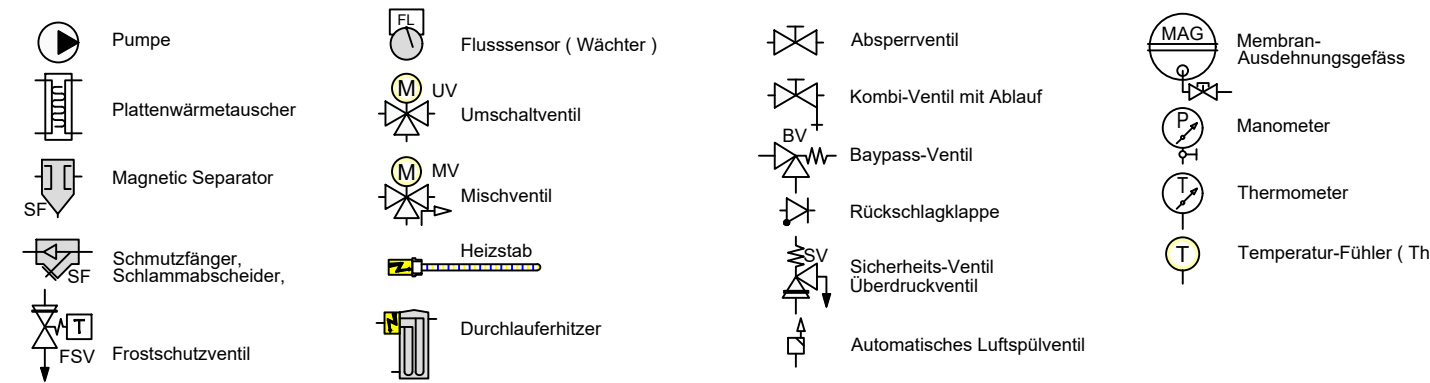 Pumpe
Plattenwärmetauscher
Magnetic Separator
SF
Schmutzfänger,
Schlammabscheider,
SF
T
FSV
Frostschutzventil
FL
Flusssensor ( Wächter )
M
UV
Umschaltventil
M
MV
Mischventil
Heizstab
Durchlauferhitzer
Absperrventil
Kombi-Ventil mit Ablauf
BV
Baypass-Ventil
Rückschlagklappe
SV
Sicherheits-Ventil
Überdruckventil
Automatisches Luftspülventil
MAG
Membran-
Ausdehnungsgefäss
P
Manometer
T
Thermometer
T
Temperatur-Fühler ( Th